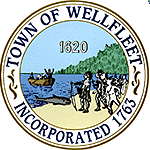 TOWN OF WELLFLEET
1620
INCORPORATED 1763